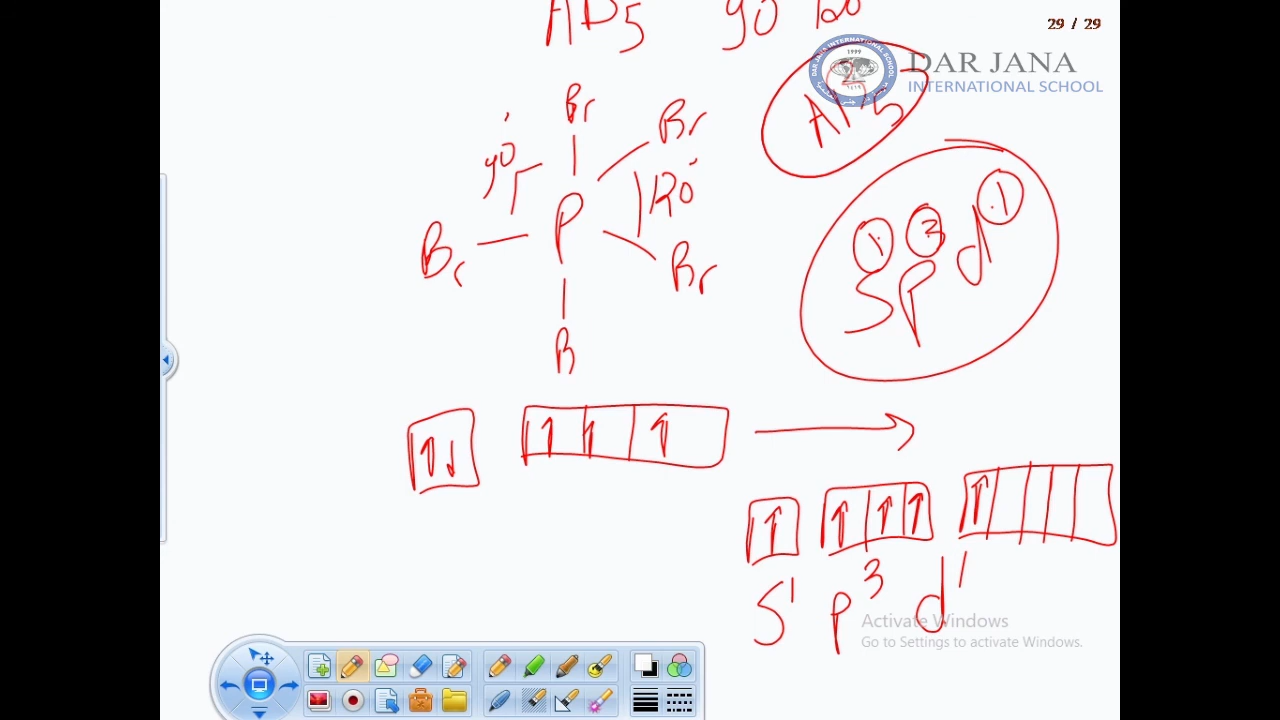 AB5 90 120
29 / 29
DAR JANA
INTERNATIONAL SCHOOL
1999
AB5
Br
Br
90°
120°
Br
P
Br
B
1 3 1
s p d
s¹ p³ d¹
Activate Windows
Go to Settings to activate Windows.